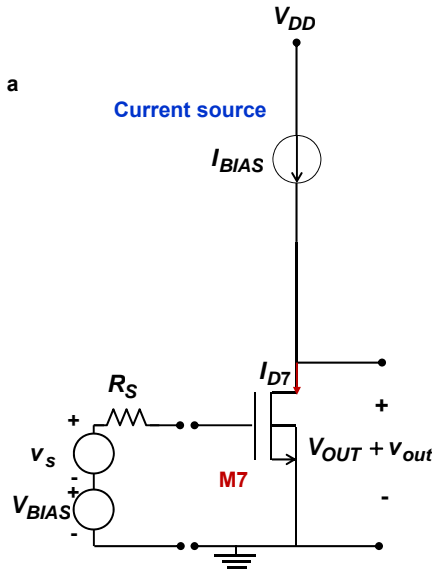 V_DD
a
Current source
I_BIAS
I_D7
R_S
+
+
v_s
V_OUT + v_out
-
M7
+
V_BIAS
-
-